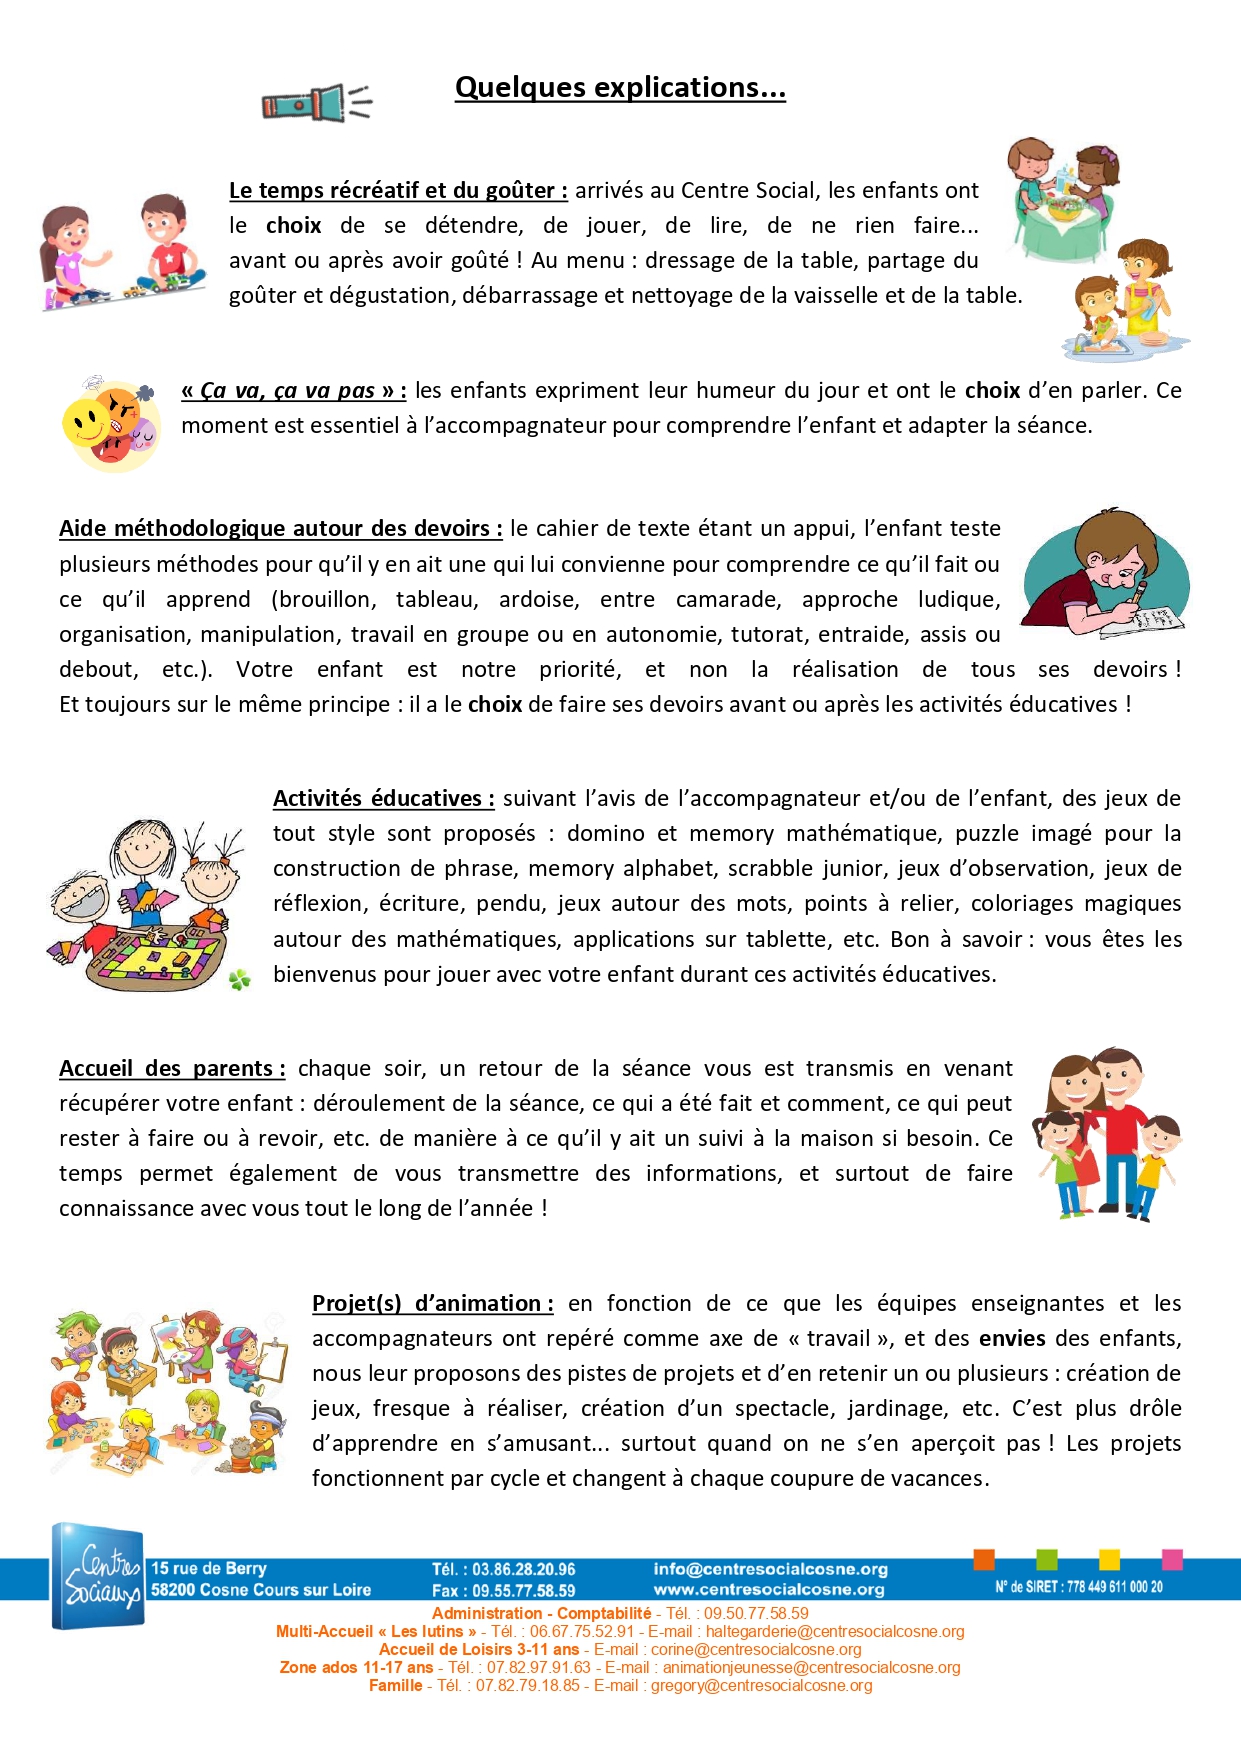 Quelques explications...
Le temps récréatif et du goûter : arrivés au Centre Social, les enfants ont
le choix de se détendre, de jouer, de lire, de ne rien faire...
avant ou après avoir goûté ! Au menu : dressage de la table, partage du
goûter et dégustation, débarrassage et nettoyage de la vaisselle et de la table.
« Ça va, ça va pas » : les enfants expriment leur humeur du jour et ont le choix d’en parler. Ce
moment est essentiel à l’accompagnateur pour comprendre l’enfant et adapter la séance.
Aide méthodologique autour des devoirs : le cahier de texte étant un appui, l’enfant teste
plusieurs méthodes pour qu’il y en ait une qui lui convienne pour comprendre ce qu’il fait ou
ce qu’il apprend (brouillon, tableau, ardoise, entre camarade, approche ludique,
organisation, manipulation, travail en groupe ou en autonomie, tutorat, entraide, assis ou
debout, etc.). Votre enfant est notre priorité, et non la réalisation de tous ses devoirs !
Et toujours sur le même principe : il a le choix de faire ses devoirs avant ou après les activités éducatives !
Activités éducatives : suivant l’avis de l’accompagnateur et/ou de l’enfant, des jeux de
tout style sont proposés : domino et memory mathématique, puzzle imagé pour la
construction de phrase, memory alphabet, scrabble junior, jeux d’observation, jeux de
réflexion, écriture, pendu, jeux autour des mots, points à relier, coloriages magiques
autour des mathématiques, applications sur tablette, etc. Bon à savoir : vous êtes les
bienvenus pour jouer avec votre enfant durant ces activités éducatives.
Accueil des parents : chaque soir, un retour de la séance vous est transmis en venant
récupérer votre enfant : déroulement de la séance, ce qui a été fait et comment, ce qui peut
rester à faire ou à revoir, etc. de manière à ce qu’il y ait un suivi à la maison si besoin. Ce
temps permet également de vous transmettre des informations, et surtout de faire
connaissance avec vous tout le long de l’année !
Projet(s) d’animation : en fonction de ce que les équipes enseignantes et les
accompagnateurs ont repéré comme axe de « travail », et des envies des enfants,
nous leur proposons des pistes de projets et d’en retenir un ou plusieurs : création de
jeux, fresque à réaliser, création d’un spectacle, jardinage, etc. C’est plus drôle
d’apprendre en s’amusant... surtout quand on ne s’en aperçoit pas ! Les projets
fonctionnent par cycle et changent à chaque coupure de vacances.
Centres
Sociaux
15 rue de Berry
58200 Cosne Cours sur Loire
Tél. : 03.86.28.20.96
Fax : 09.55.77.58.59
info@centresocialcosne.org
www.centresocialcosne.org
N° de SIRET : 778 449 611 000 20
Administration - Comptabilité - Tél. : 09.50.77.58.59
Multi-Accueil « Les lutins » - Tél. : 06.67.75.52.91 - E-mail : haltegarderie@centresocialcosne.org
Accueil de Loisirs 3-11 ans - E-mail : corine@centresocialcosne.org
Zone ados 11-17 ans - Tél. : 07.82.97.91.63 - E-mail : animationjeunesse@centresocialcosne.org
Famille - Tél. : 07.82.79.18.85 - E-mail : gregory@centresocialcosne.org